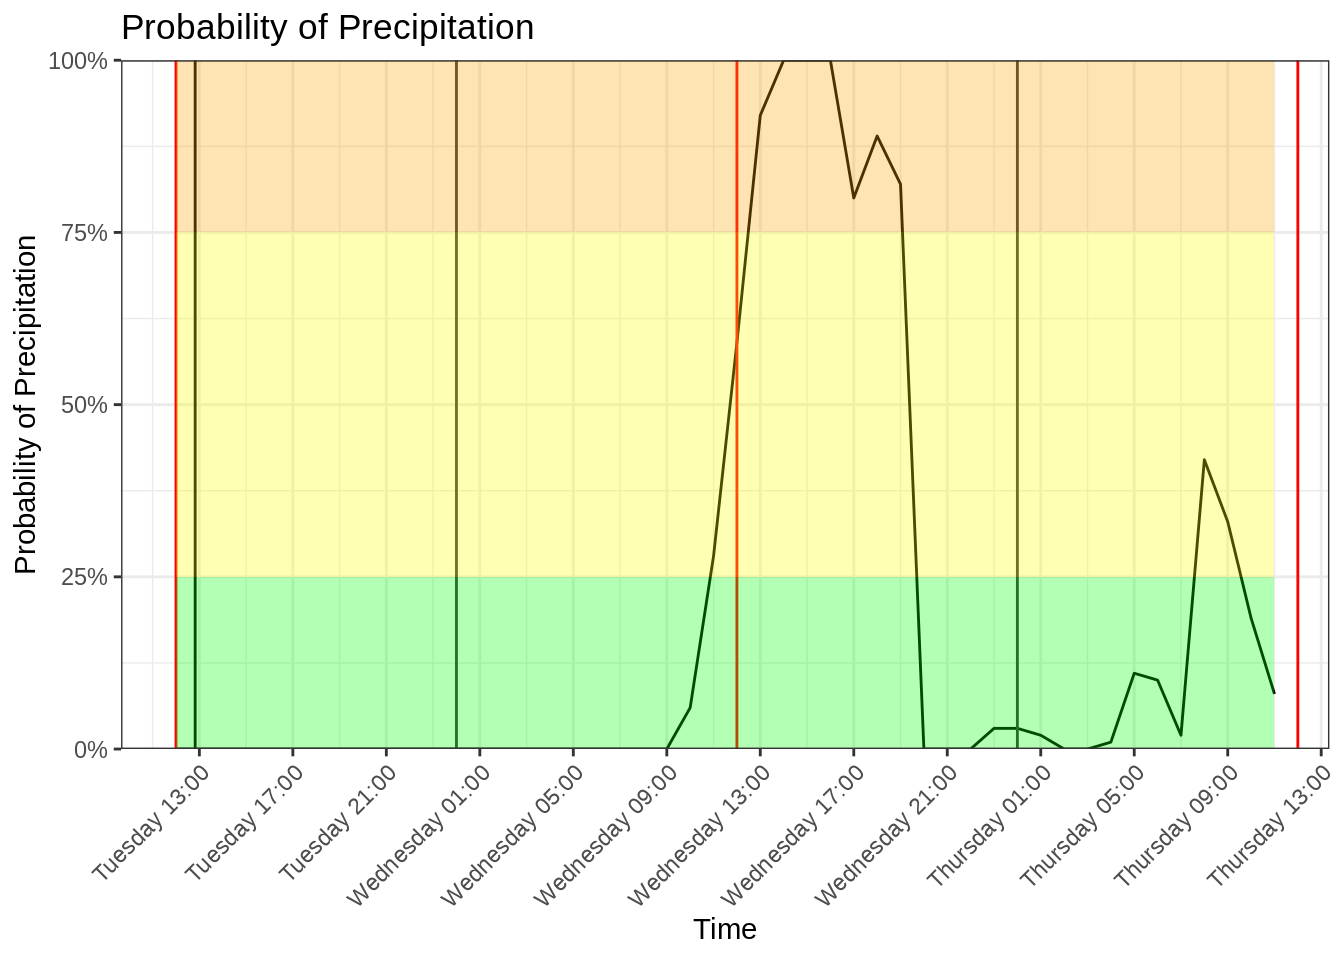 Probability of Precipitation
Probability of Precipitation
100%
75%
50%
25%
0%
Tuesday 13:00
Tuesday 17:00
Tuesday 21:00
Wednesday 01:00
Wednesday 05:00
Wednesday 09:00
Wednesday 13:00
Wednesday 17:00
Wednesday 21:00
Thursday 01:00
Thursday 05:00
Thursday 09:00
Thursday 13:00
Time